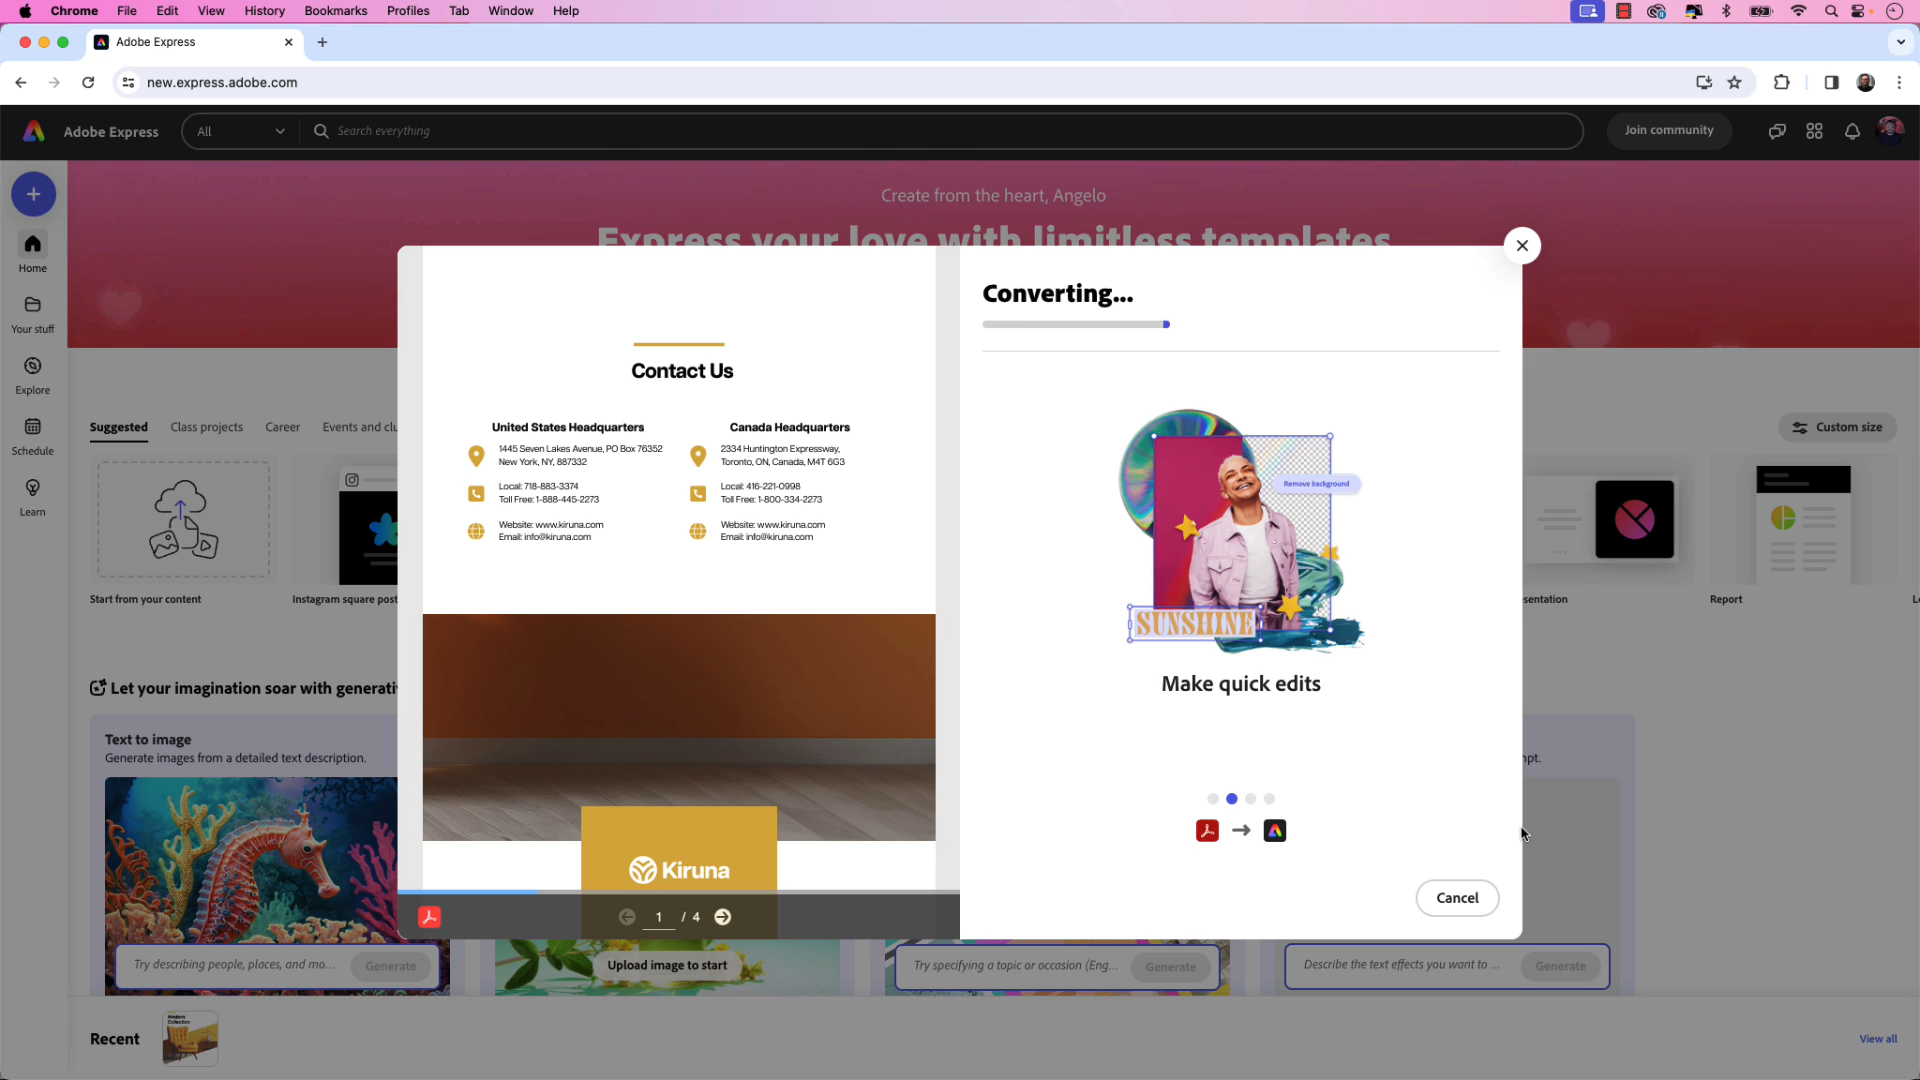 Chrome File Edit View History Bookmarks Profiles Tab Window Help
Adobe Express
new.express.adobe.com
Adobe Express
All
Search everything
Join community
Create from the heart, Angelo
Express your love with limitless templates
Home
Your stuff
Explore
Schedule
Learn
Suggested
Class projects
Career
Events and clu
Custom size
Start from your content
Instagram square post
sentation
Report
Let your imagination soar with generati
Text to image
Generate images from a detailed text description.
mpt.
Try describing people, places, and mo...
Generate
Upload image to start
Try specifying a topic or occasion (Eng...
Generate
Describe the text effects you want to ...
Generate
Recent
Modern
Collection
View all
Contact Us
United States Headquarters
1445 Seven Lakes Avenue, PO Box 76352
New York, NY, 887332
Local: 718-883-3374
Toll Free: 1-888-445-2273
Website: www.kiruna.com
Email: info@kiruna.com
Canada Headquarters
2334 Huntington Expressway,
Toronto, ON, Canada, M4T 6G3
Local: 416-221-0998
Toll Free: 1-800-334-2273
Website: www.kiruna.com
Email: info@kiruna.com
Kiruna
1 / 4
Converting...
Remove background
SUNSHINE
Make quick edits
Cancel